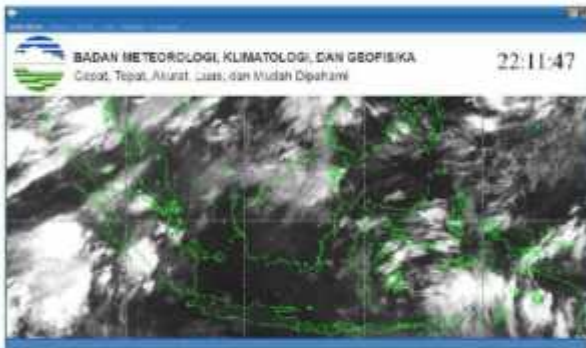 BADAN METEOROLOGI, KLIMATOLOGI, DAN GEOFISIKA
22:11:47
Cepat, Tepat, Akurat, Luas, dan Mudah Dipahami